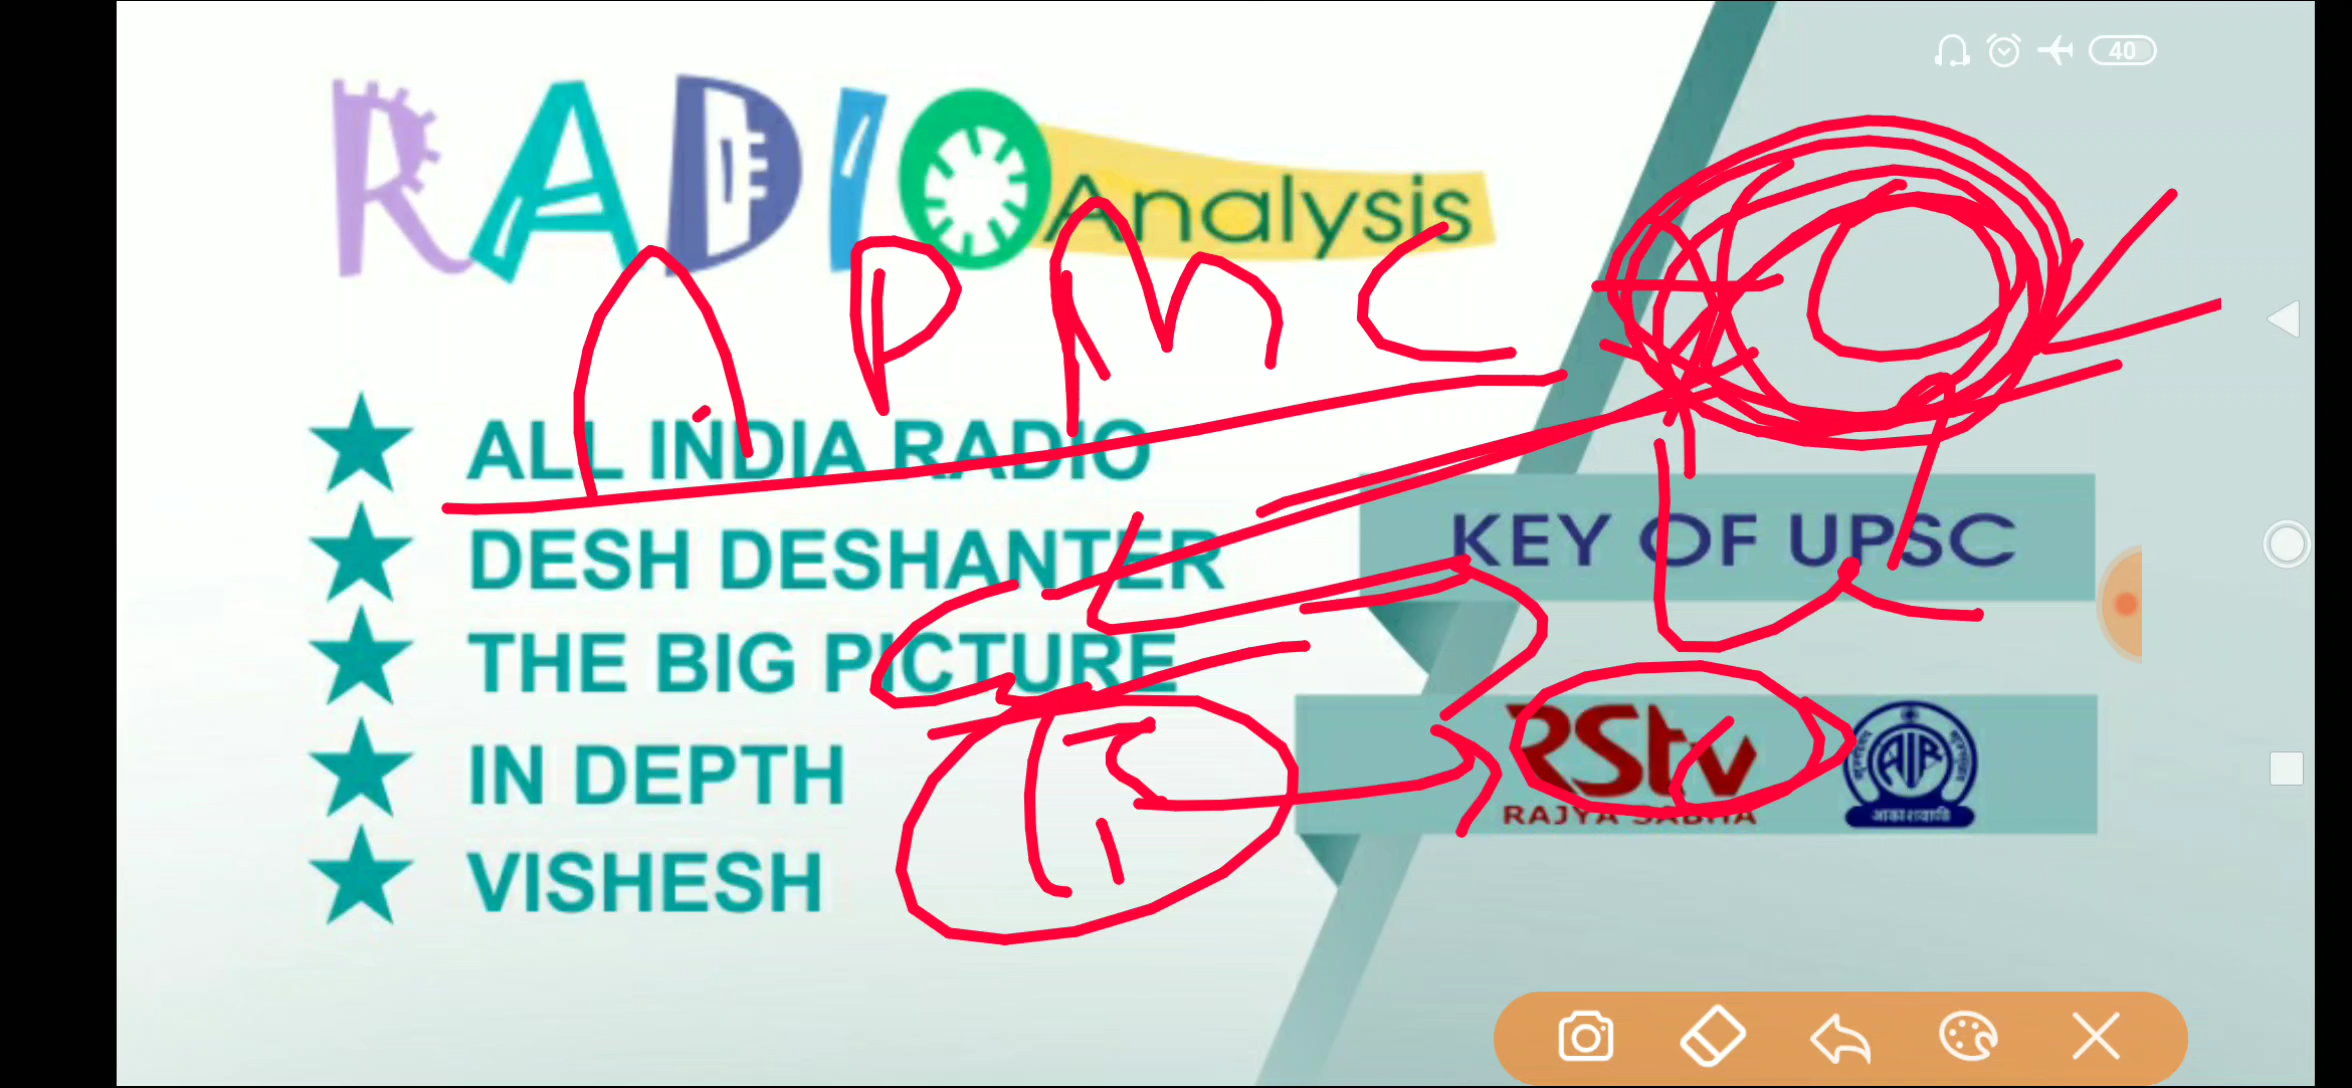 40
RADIO Analysis
A P M C
ALL INDIA RADIO
DESH DESHANTER
KEY OF UPSC
THE BIG PICTURE
RStv
RAJYA SABHA
AIR
आकाशवाणी
IN DEPTH
VISHESH